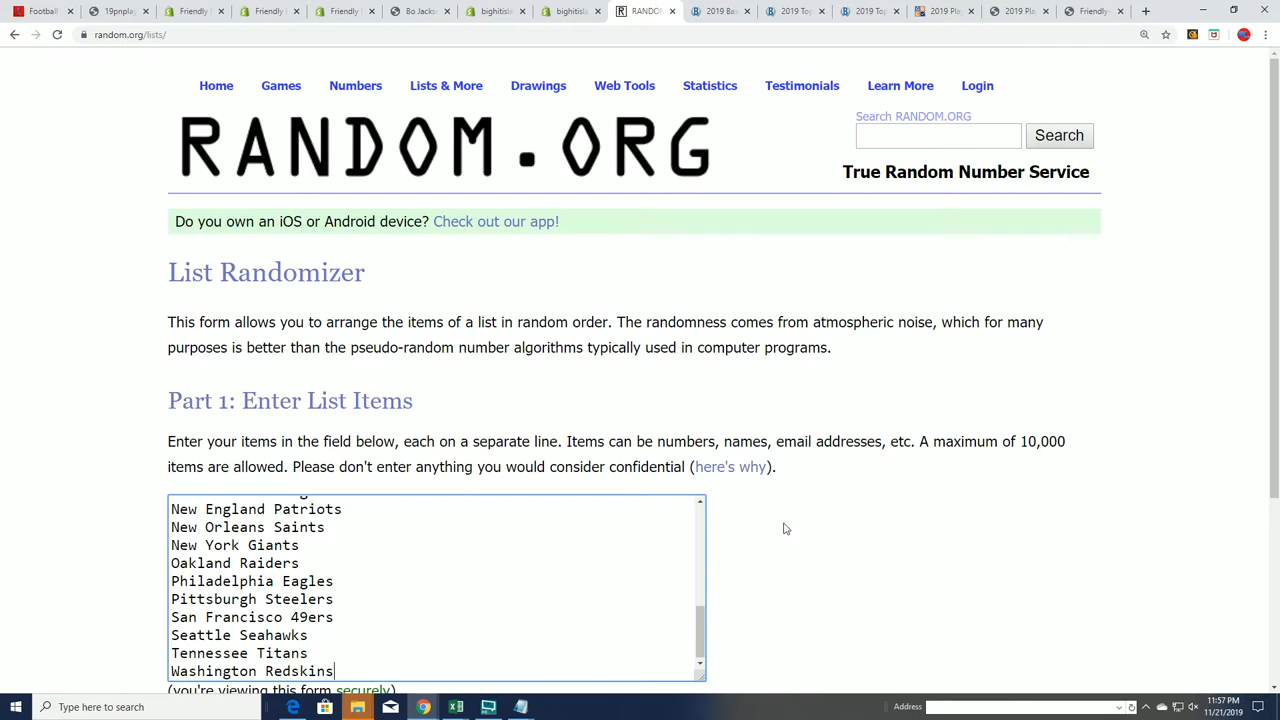 Football
19pnplay
Friendly
Friendly
Friendly
Bo Jacks
bightitisla
bightitisla
RANDO
2019 Bas
2019 Top
2019 Top
2019 Play
2019 Pla
Friendly-
random.org/lists/
Home Games Numbers Lists & More Drawings Web Tools Statistics Testimonials Learn More Login
Search RANDOM.ORG
RANDOM.ORG
Search
True Random Number Service
Do you own an iOS or Android device? Check out our app!
List Randomizer
This form allows you to arrange the items of a list in random order. The randomness comes from atmospheric noise, which for many
purposes is better than the pseudo-random number algorithms typically used in computer programs.
Part 1: Enter List Items
Enter your items in the field below, each on a separate line. Items can be numbers, names, email addresses, etc. A maximum of 10,000
items are allowed. Please don't enter anything you would consider confidential (here's why).
New England Patriots
New Orleans Saints
New York Giants
Oakland Raiders
Philadelphia Eagles
Pittsburgh Steelers
San Francisco 49ers
Seattle Seahawks
Tennessee Titans
Washington Redskins
(you're viewing this form securely)
Type here to search
Address
11:57 PM
11/21/2019